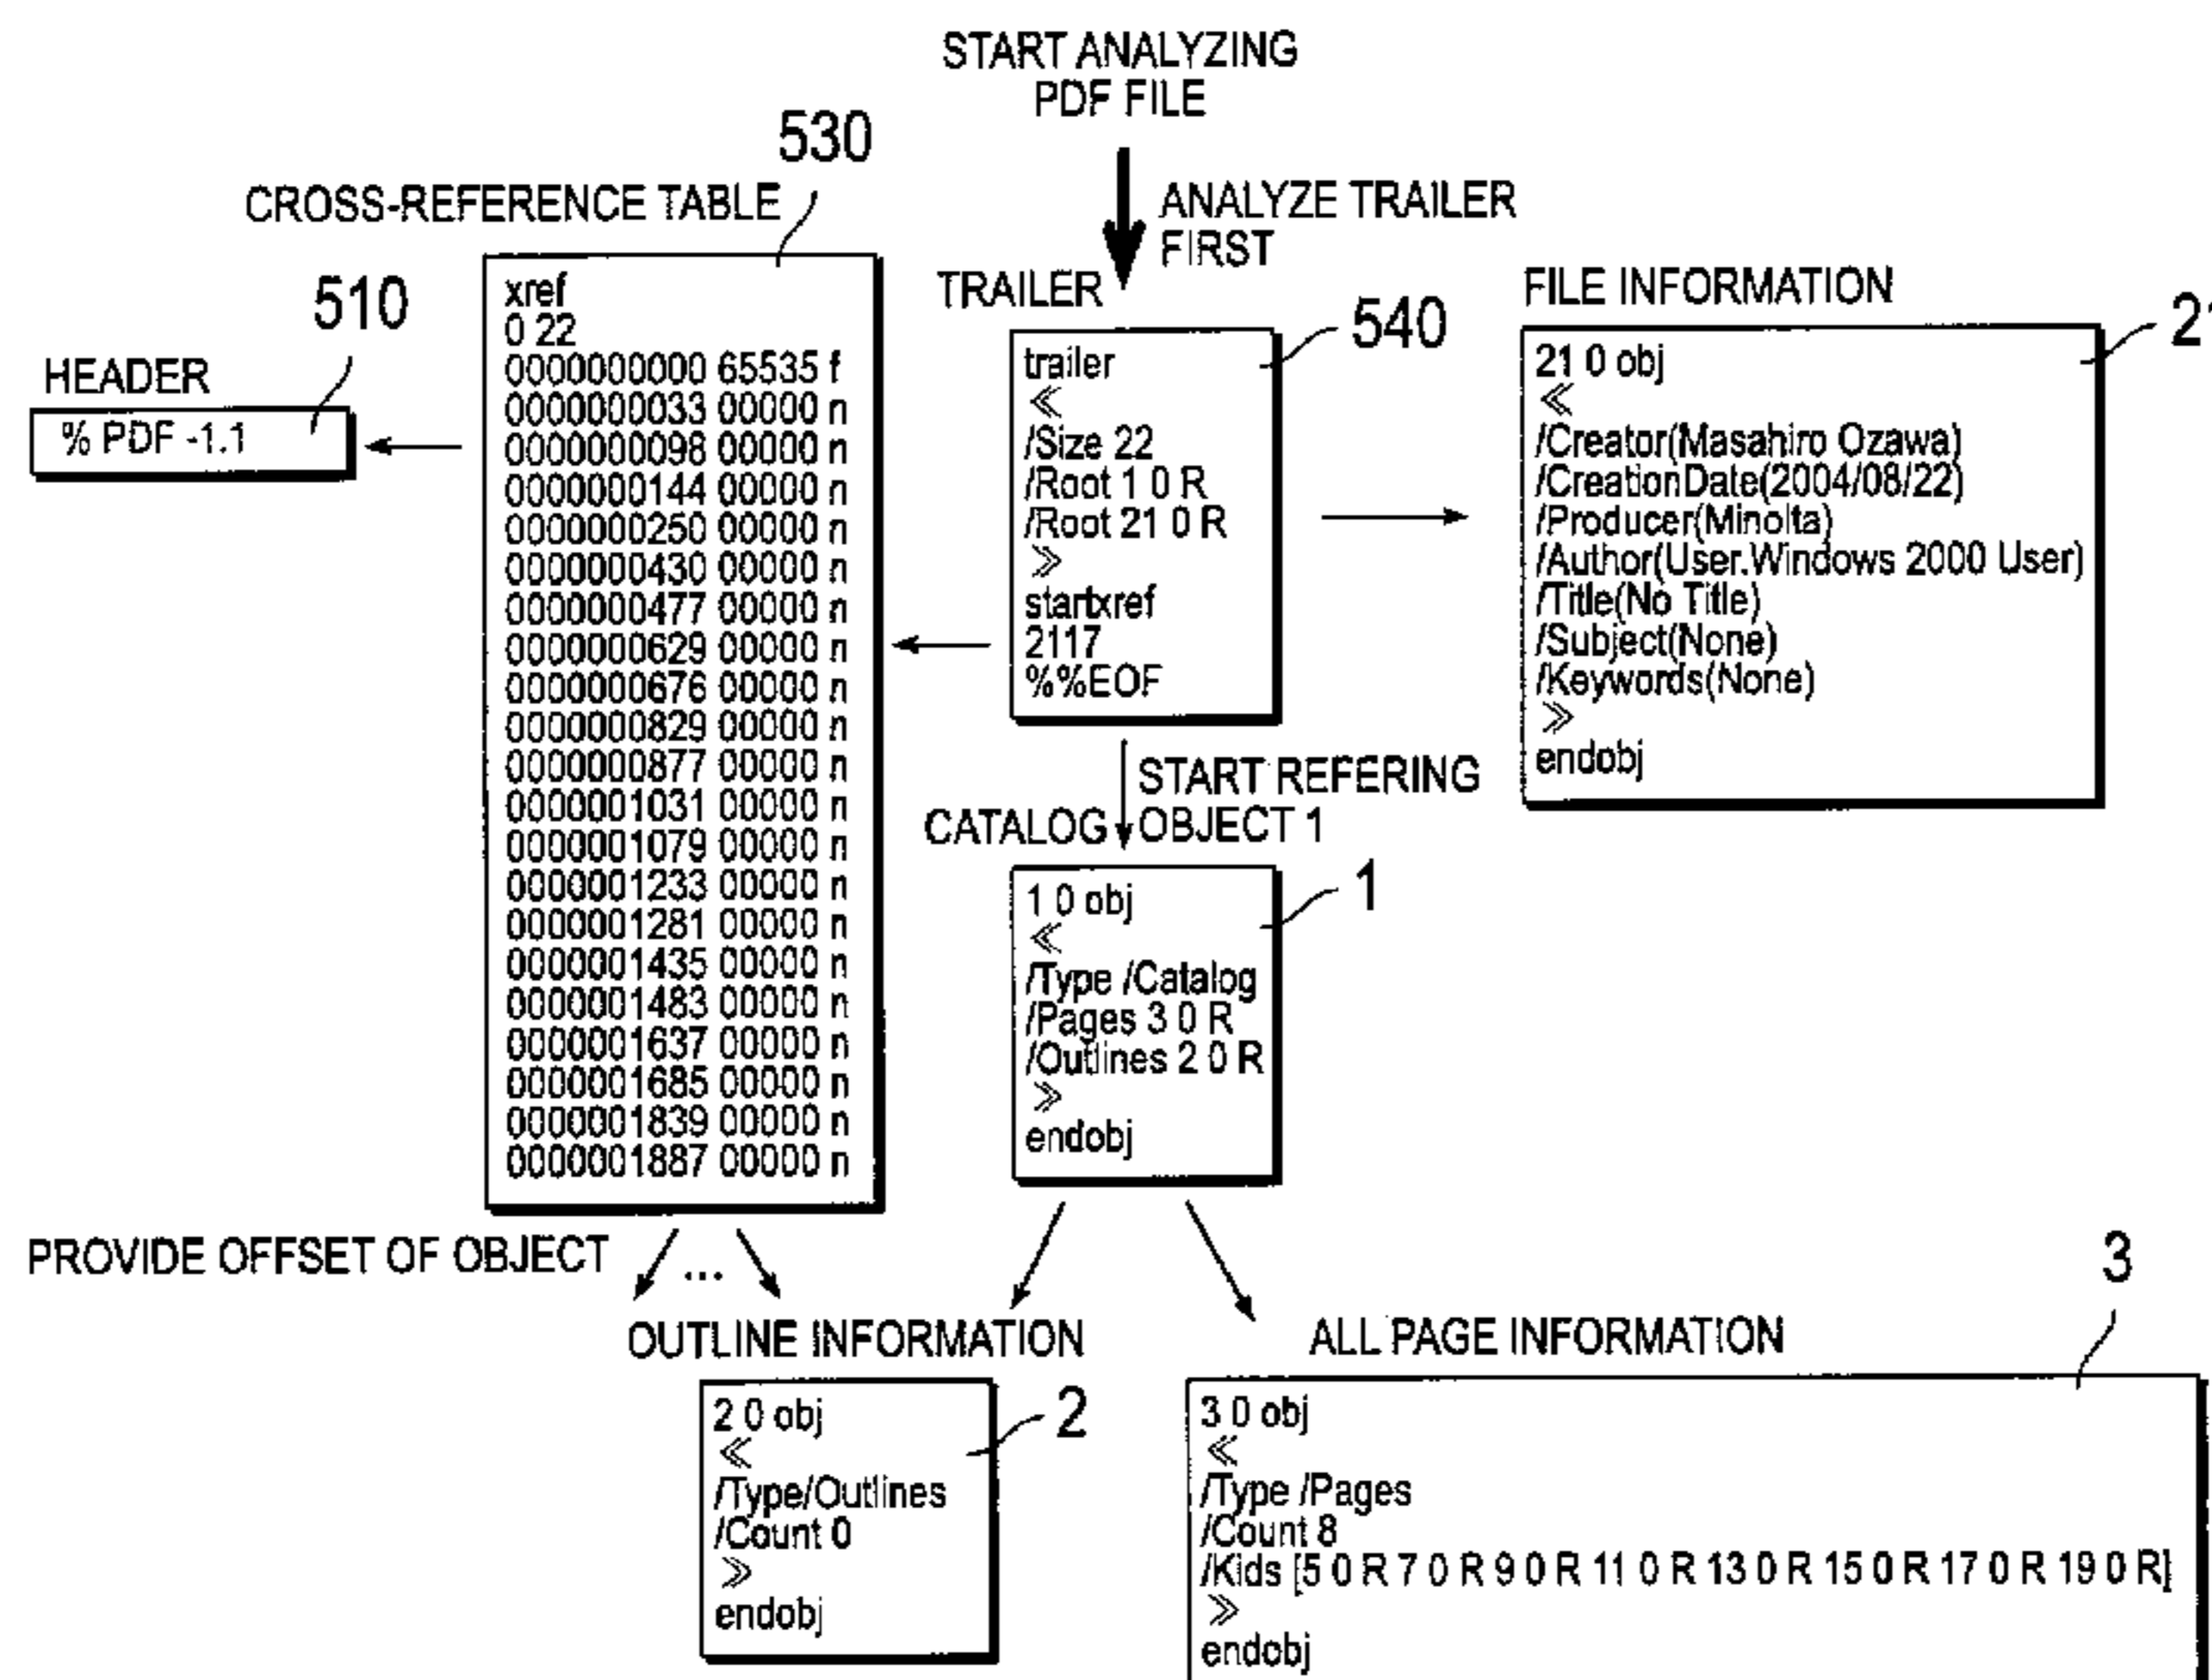 START ANALYZING
PDF FILE
ANALYZE TRAILER
FIRST
CROSS-REFERENCE TABLE
530
xref
0 22
0000000000 65535 f
0000000033 00000 n
0000000098 00000 n
0000000144 00000 n
0000000250 00000 n
0000000430 00000 n
0000000477 00000 n
0000000629 00000 n
0000000676 00000 n
0000000829 00000 n
0000000877 00000 n
0000001031 00000 n
0000001079 00000 n
0000001233 00000 n
0000001281 00000 n
0000001435 00000 n
0000001483 00000 n
0000001637 00000 n
0000001685 00000 n
0000001839 00000 n
0000001887 00000 n
HEADER
510
% PDF -1.1
TRAILER
540
trailer
≪
/Size 22
/Root 1 0 R
/Root 21 0 R
≫
startxref
2117
%%EOF
FILE INFORMATION
21
21 0 obj
≪
/Creator(Masahiro Ozawa)
/CreationDate(2004/08/22)
/Producer(Minolta)
/Author(User.Windows 2000 User)
/Title(No Title)
/Subject(None)
/Keywords(None)
≫
endobj
START REFERING
OBJECT 1
CATALOG
1
1 0 obj
≪
/Type /Catalog
/Pages 3 0 R
/Outlines 2 0 R
≫
endobj
PROVIDE OFFSET OF OBJECT
...
OUTLINE INFORMATION
2
2 0 obj
≪
/Type/Outlines
/Count 0
≫
endobj
ALL PAGE INFORMATION
3
3 0 obj
≪
/Type /Pages
/Count 8
/Kids [5 0 R 7 0 R 9 0 R 11 0 R 13 0 R 15 0 R 17 0 R 19 0 R]
≫
endobj